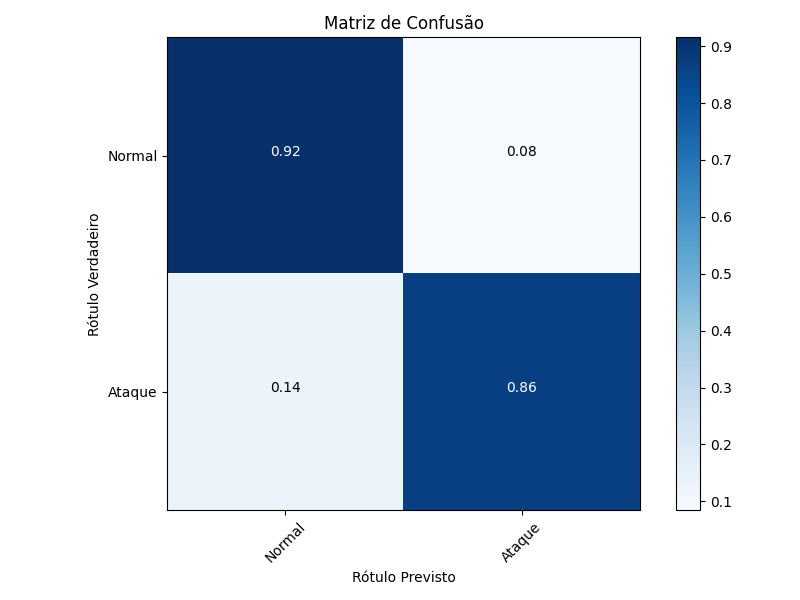 Matriz de Confusão
Rótulo Verdadeiro
Normal
0.92
0.08
Ataque
0.14
0.86
Normal
Ataque
Rótulo Previsto
0.9
0.8
0.7
0.6
0.5
0.4
0.3
0.2
0.1